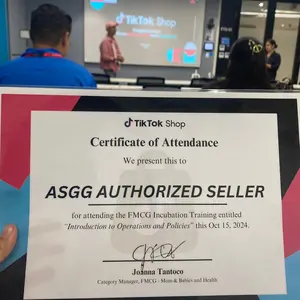 TikTok Shop
TikTok Shop
Certificate of Attendance
We present this to
ASGG AUTHORIZED SELLER
for attending the FMCG Incubation Training entitled
"Introduction to Operations and Policies" this Oct 15, 2024.
Joanna Tantoco
Category Manager, FMCG - Mom & Babies and Health